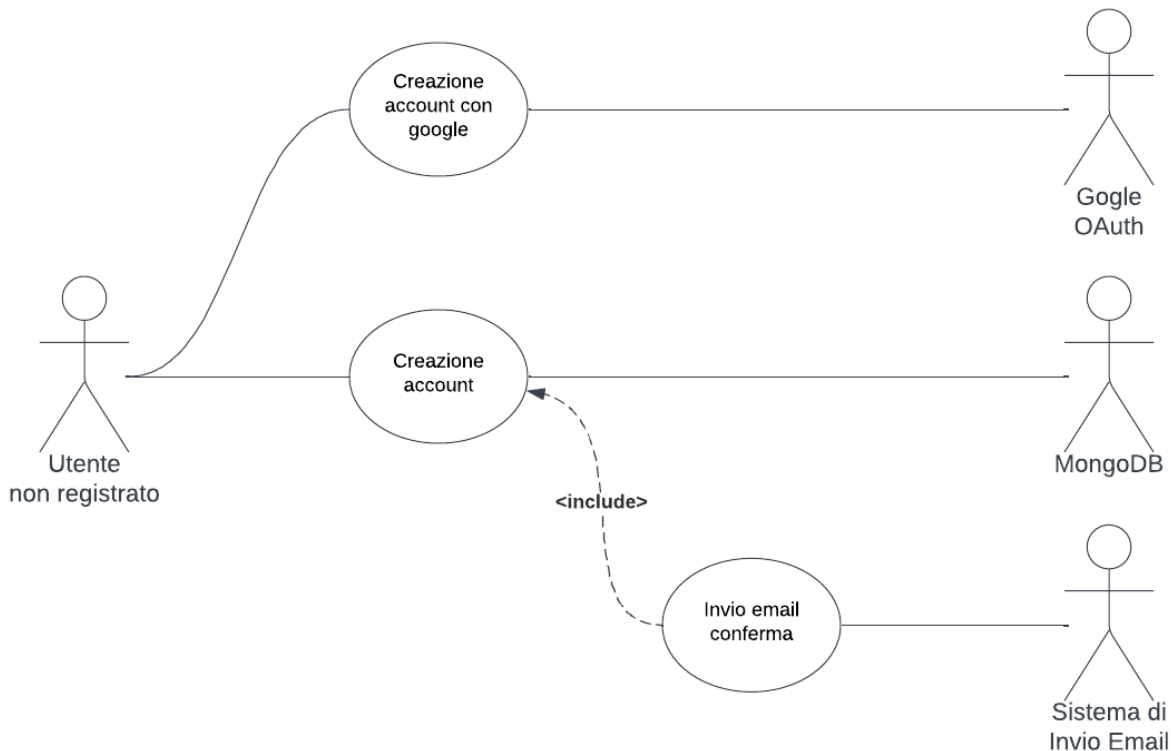 Creazione
account con
google
Gogle
OAuth
Creazione
account
Utente
non registrato
MongoDB
<include>
Invio email
conferma
Sistema di
Invio Email